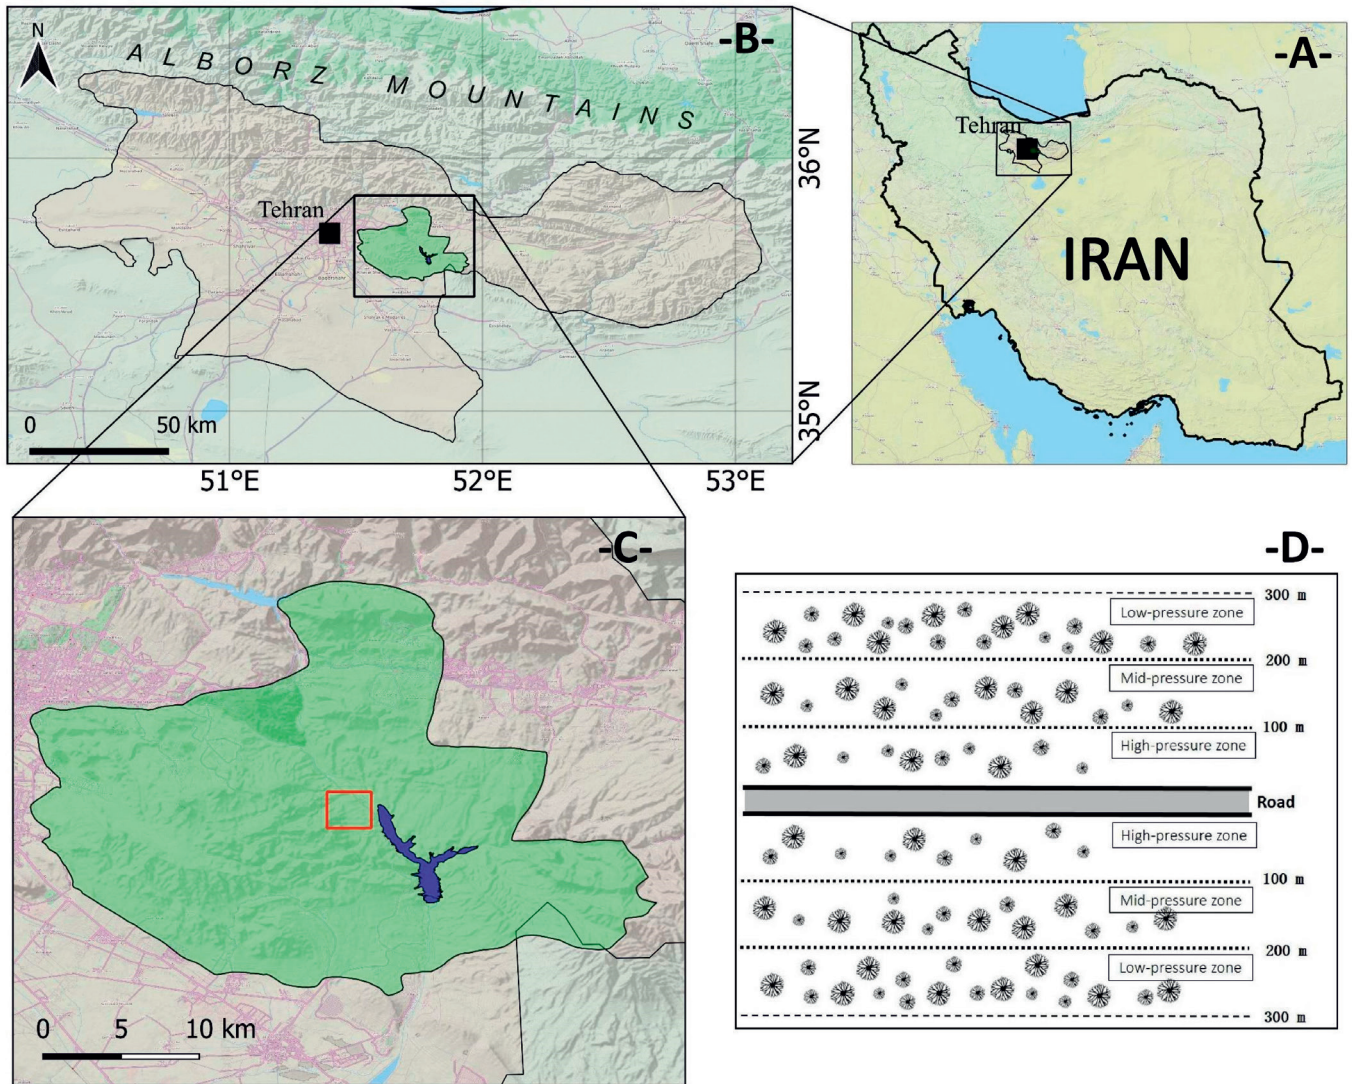 N
-B-
ALBORZ MOUNTAINS
Tehran
0 50 km
36°N
35°N
51°E 52°E 53°E
-A-
Tehran
IRAN
-C-
0 5 10 km
-D-
300 m
Low-pressure zone
200 m
Mid-pressure zone
100 m
High-pressure zone
Road
High-pressure zone
100 m
Mid-pressure zone
200 m
Low-pressure zone
300 m